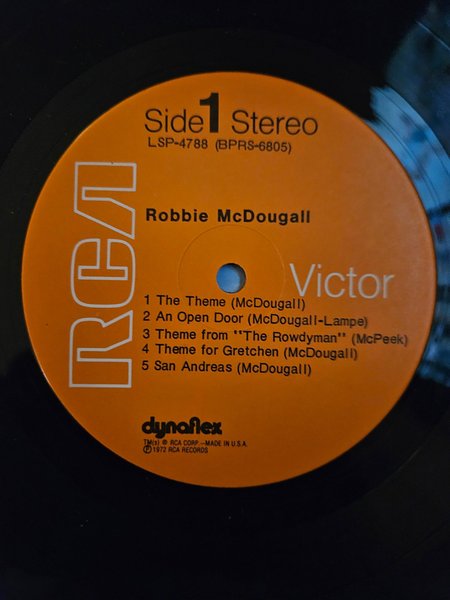 Side 1 Stereo
LSP-4788 (BPRS-6805)
RCA
Robbie McDougall
Victor
1 The Theme (McDougall)
2 An Open Door (McDougall-Lampe)
3 Theme from ""The Rowdyman"" (McPeek)
4 Theme for Gretchen (McDougall)
5 San Andreas (McDougall)
dynaflex
TM(s) ® RCA CORP.—MADE IN U.S.A.
Ⓟ 1972 RCA RECORDS